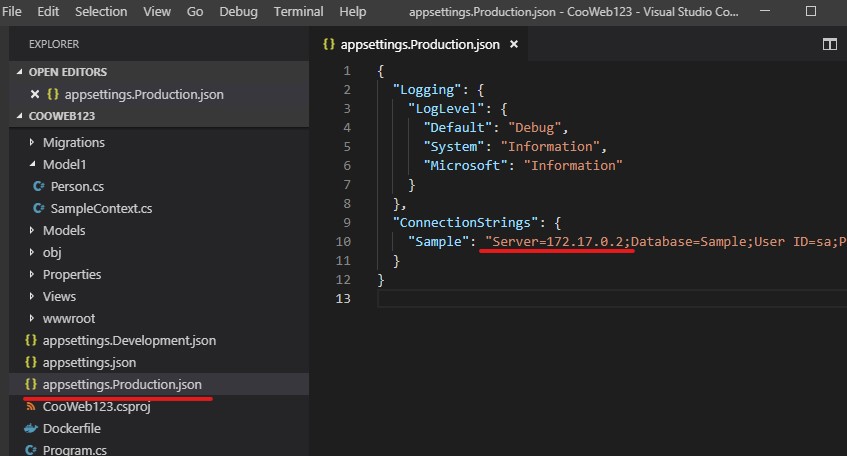 File Edit Selection View Go Debug Terminal Help appsettings.Production.json - CooWeb123 - Visual Studio Co...
EXPLORER
OPEN EDITORS
appsettings.Production.json
COOWEB123
Migrations
Model1
Person.cs
SampleContext.cs
Models
obj
Properties
Views
wwwroot
appsettings.Development.json
appsettings.json
appsettings.Production.json
CooWeb123.csproj
Dockerfile
Program.cs
appsettings.Production.json
1 {
2 "Logging": {
3 "LogLevel": {
4 "Default": "Debug",
5 "System": "Information",
6 "Microsoft": "Information"
7 }
8 },
9 "ConnectionStrings": {
10 "Sample": "Server=172.17.0.2;Database=Sample;User ID=sa;P
11 }
12 }
13